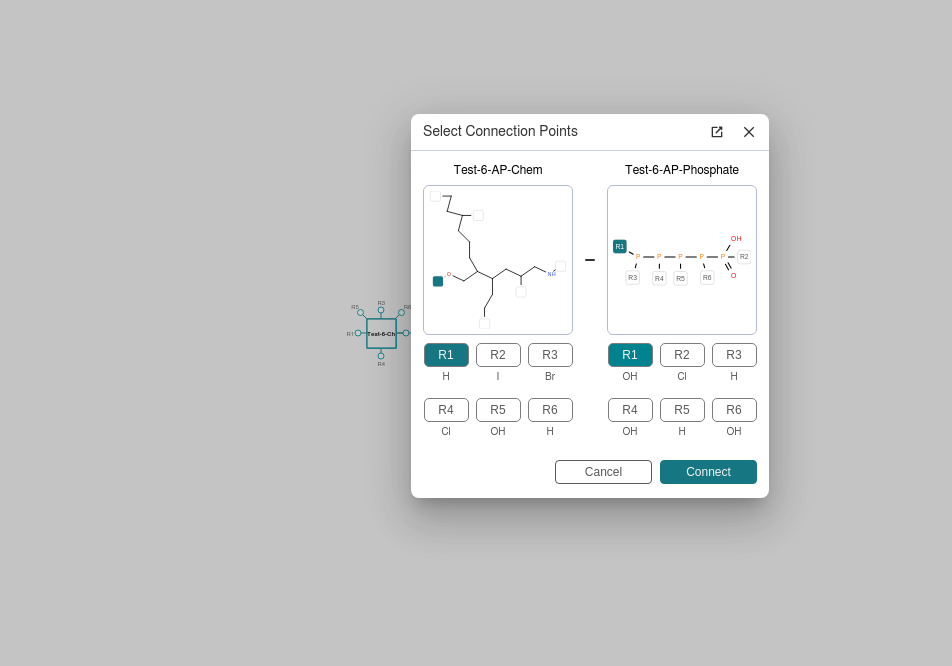 Select Connection Points
Test-6-AP-Chem
Test-6-AP-Phosphate
O
NH
R1
P
P
P
P
P
OH
O
R2
R3
R4
R5
R6
R1
R2
R3
H
I
Br
R4
R5
R6
Cl
OH
H
R1
R2
R3
OH
Cl
H
R4
R5
R6
OH
H
OH
Cancel
Connect
R5
R3
R6
R1
Test-6-Ch
R4